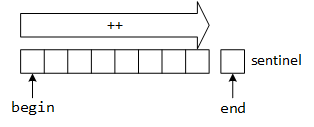 ++
sentinel
begin
end